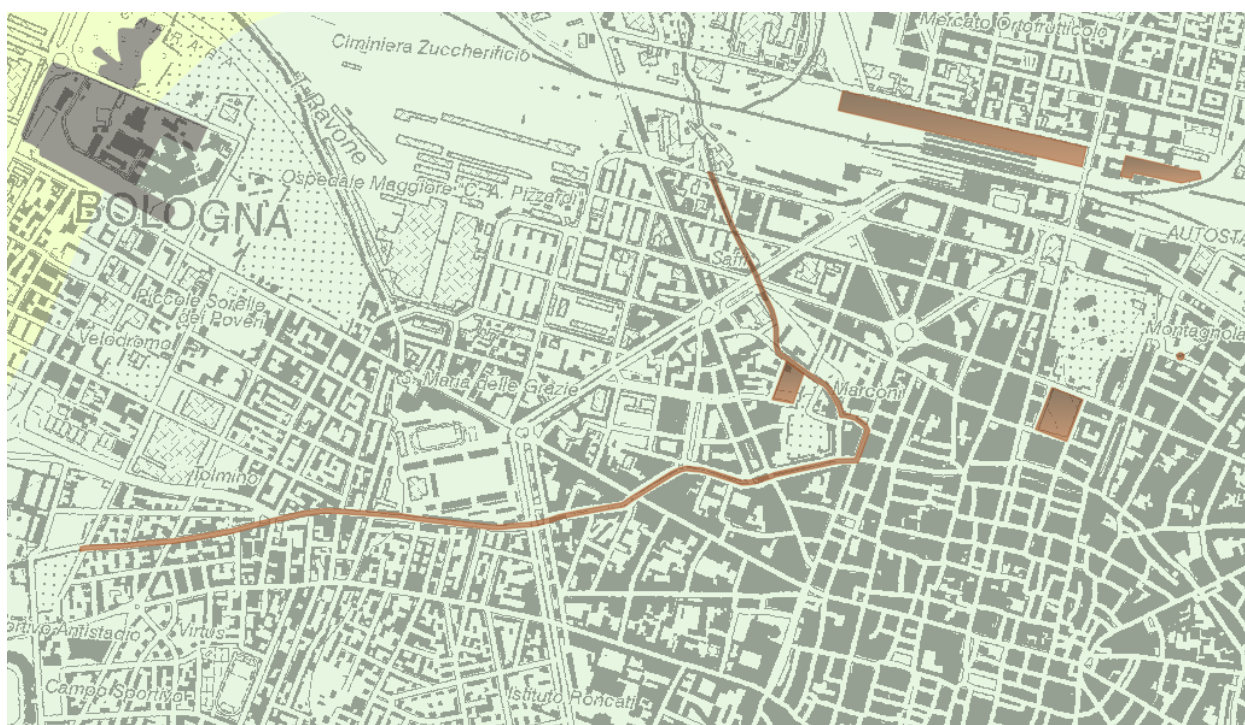 Mercato Ortofrutticolo
Ciminiera Zuccherificio
R. A.
Ravone
Ospedale Maggiore "C. A. Pizzardi"
BOLOGNA
AUTOSTA
Saffi
Piccole Sorelle
dei Poveri
Velodromo
Montagnola
S. Maria delle Grazie
Marconi
Tolmino
ortivo Antistadio
Virtus
Campo Sportivo
Istituto Roncati